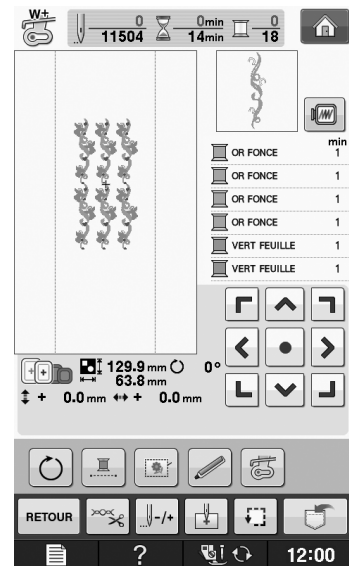 W+
0 0min 0
11504 14min 18
min
OR FONCE 1
OR FONCE 1
OR FONCE 1
OR FONCE 1
VERT FEUILLE 1
VERT FEUILLE 1
129.9 mm 0°
63.8 mm
+ 0.0 mm + 0.0 mm
RETOUR -/+
? 12:00